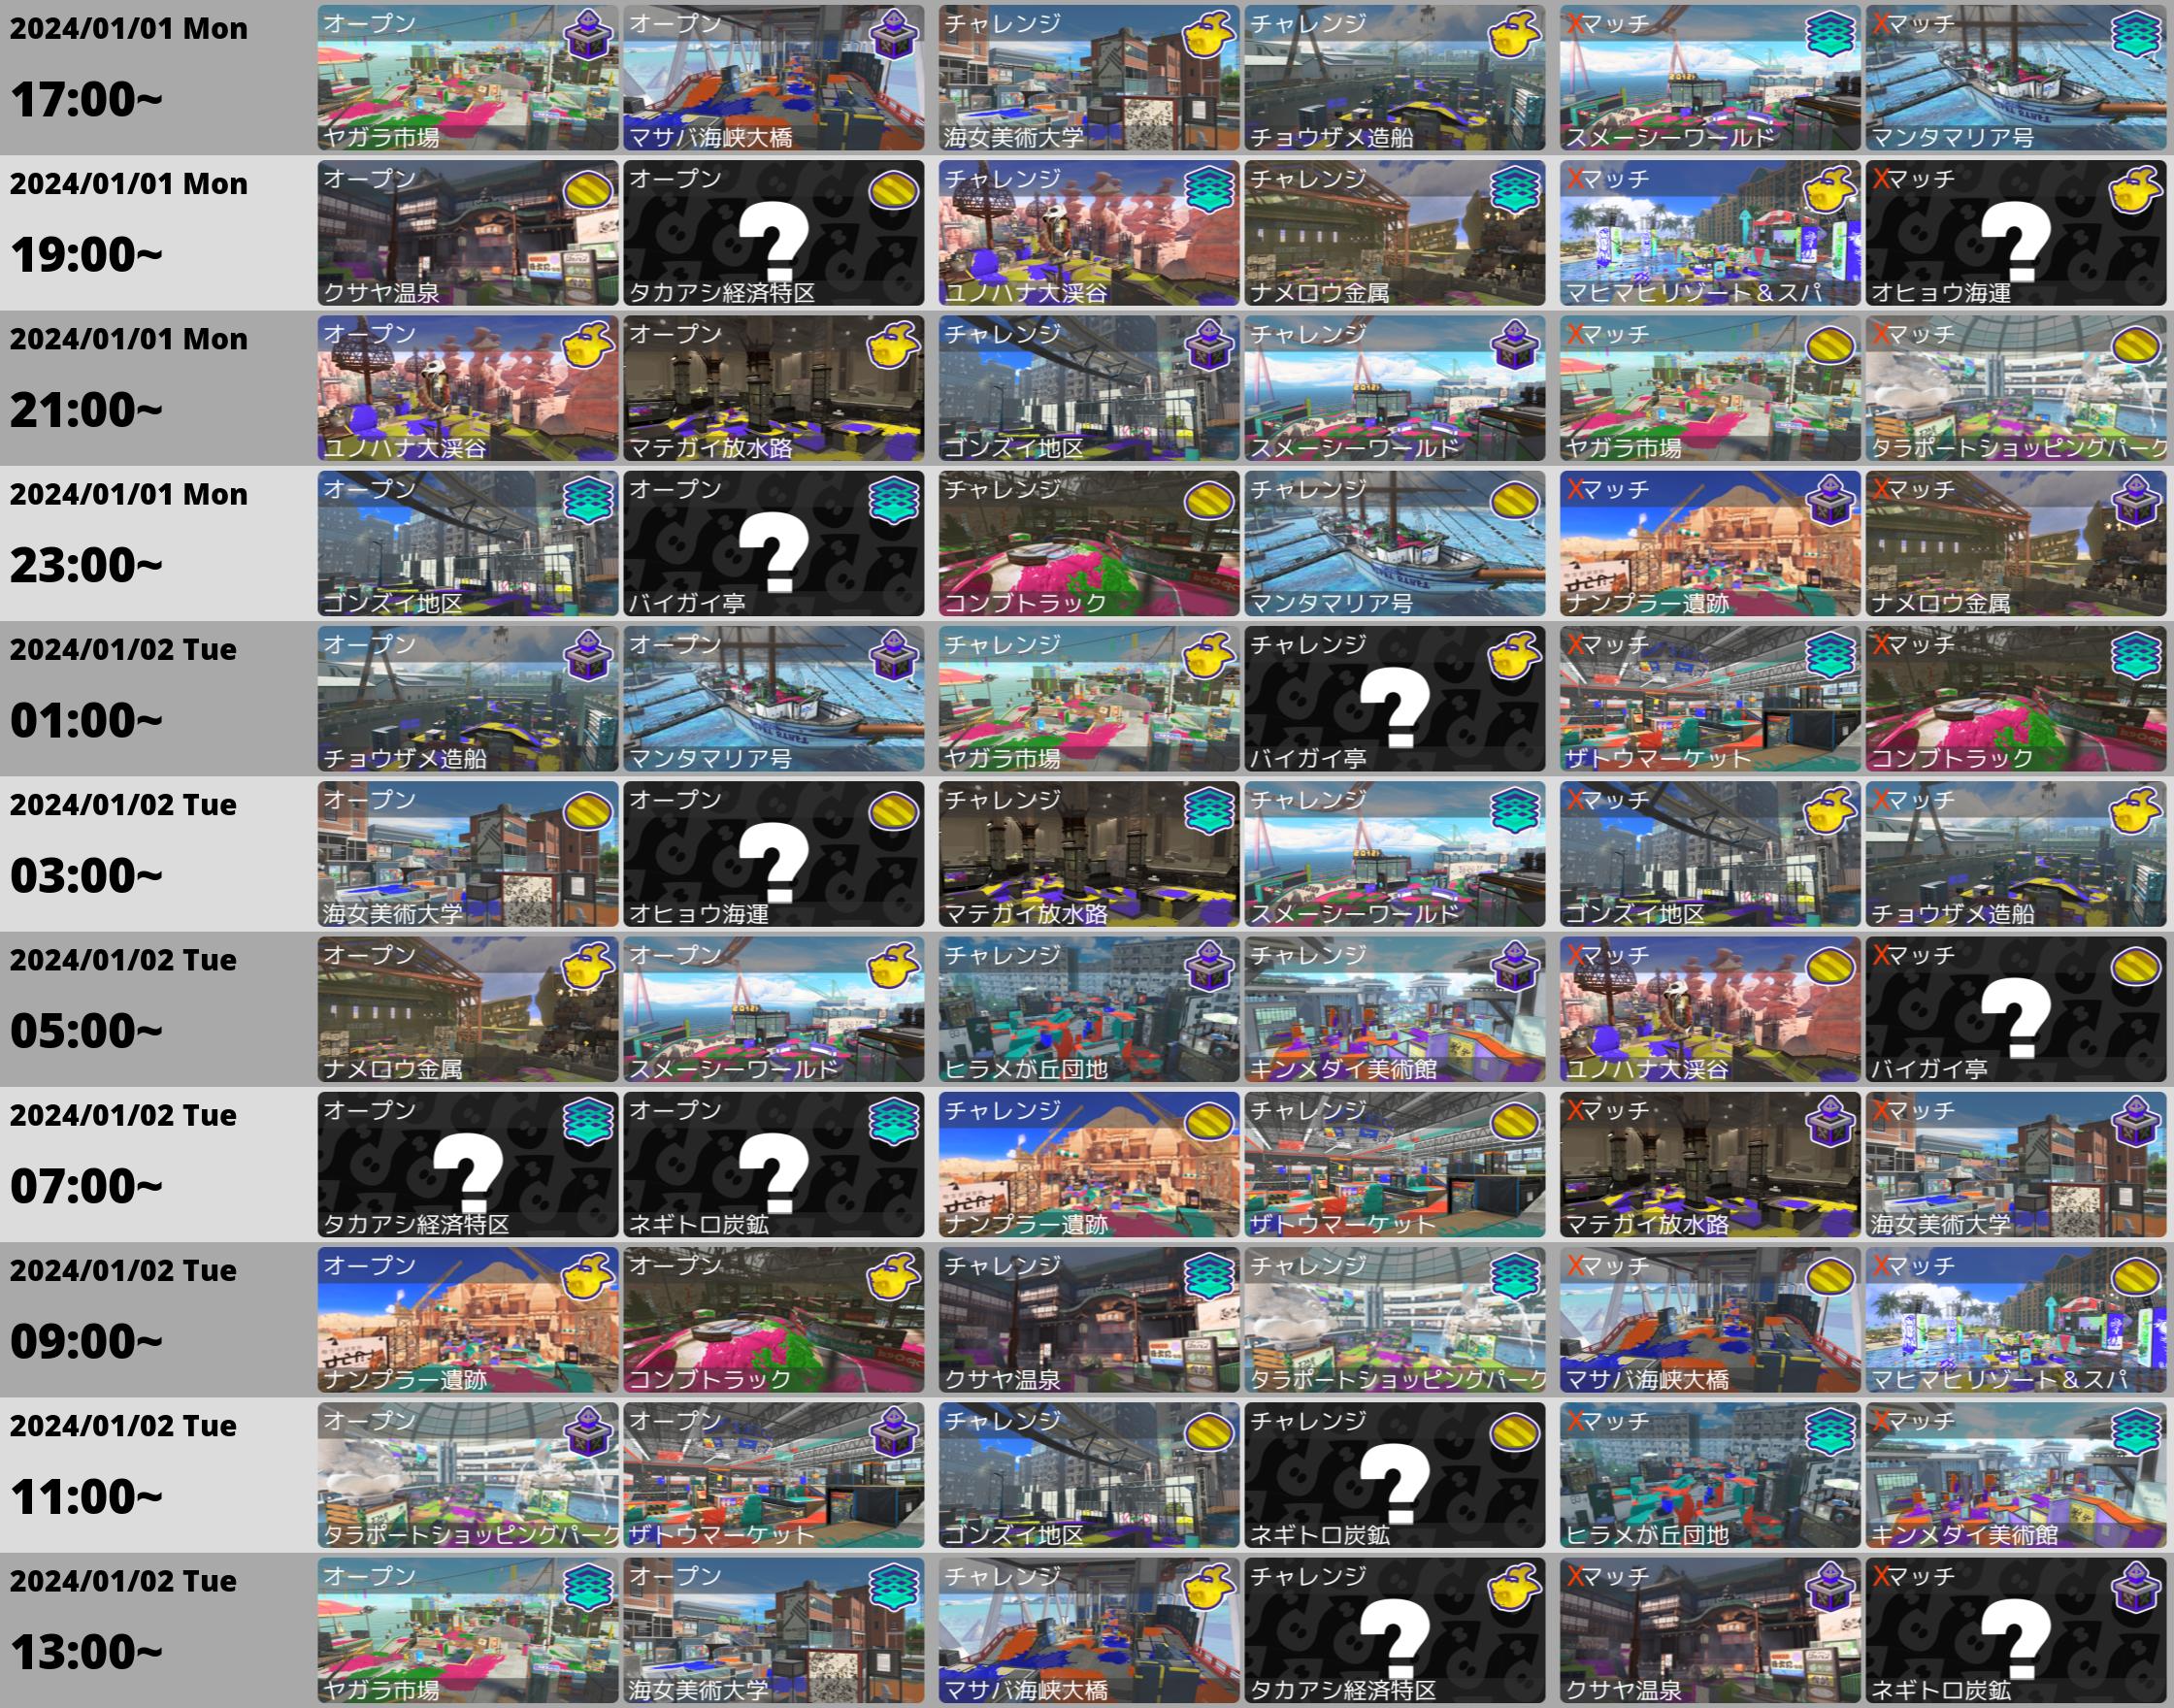 2024/01/01 Mon
17:00~
オープン
ヤガラ市場
オープン
マサバ海峡大橋
チャレンジ
海女美術大学
チャレンジ
チョウザメ造船
Xマッチ
スメーシーワールド
Xマッチ
マンタマリア号
2024/01/01 Mon
19:00~
オープン
クサヤ温泉
オープン
?
タカアシ経済特区
チャレンジ
ユノハナ大渓谷
チャレンジ
ナメロウ金属
Xマッチ
マヒマヒリゾート＆スパ
Xマッチ
?
オヒョウ海運
2024/01/01 Mon
21:00~
オープン
ユノハナ大渓谷
オープン
マテガイ放水路
チャレンジ
ゴンズイ地区
チャレンジ
スメーシーワールド
Xマッチ
ヤガラ市場
Xマッチ
タラポートショッピングパーク
2024/01/01 Mon
23:00~
オープン
ゴンズイ地区
オープン
?
バイガイ亭
チャレンジ
コンブトラック
チャレンジ
マンタマリア号
Xマッチ
ナンプラー遺跡
Xマッチ
ナメロウ金属
2024/01/02 Tue
01:00~
オープン
チョウザメ造船
オープン
マンタマリア号
チャレンジ
ヤガラ市場
チャレンジ
?
バイガイ亭
Xマッチ
ザトウマーケット
Xマッチ
コンブトラック
2024/01/02 Tue
03:00~
オープン
海女美術大学
オープン
?
オヒョウ海運
チャレンジ
マテガイ放水路
チャレンジ
スメーシーワールド
Xマッチ
ゴンズイ地区
Xマッチ
チョウザメ造船
2024/01/02 Tue
05:00~
オープン
ナメロウ金属
オープン
スメーシーワールド
チャレンジ
ヒラメが丘団地
チャレンジ
キンメダイ美術館
Xマッチ
ユノハナ大渓谷
Xマッチ
?
バイガイ亭
2024/01/02 Tue
07:00~
オープン
?
タカアシ経済特区
オープン
?
ネギトロ炭鉱
チャレンジ
ナンプラー遺跡
チャレンジ
ザトウマーケット
Xマッチ
マテガイ放水路
Xマッチ
海女美術大学
2024/01/02 Tue
09:00~
オープン
ナンプラー遺跡
オープン
コンブトラック
チャレンジ
クサヤ温泉
チャレンジ
タラポートショッピングパーク
Xマッチ
マサバ海峡大橋
Xマッチ
マヒマヒリゾート＆スパ
2024/01/02 Tue
11:00~
オープン
タラポートショッピングパーク
オープン
ザトウマーケット
チャレンジ
ゴンズイ地区
チャレンジ
?
ネギトロ炭鉱
Xマッチ
ヒラメが丘団地
Xマッチ
キンメダイ美術館
2024/01/02 Tue
13:00~
オープン
ヤガラ市場
オープン
海女美術大学
チャレンジ
マサバ海峡大橋
チャレンジ
?
タカアシ経済特区
Xマッチ
クサヤ温泉
Xマッチ
?
ネギトロ炭鉱